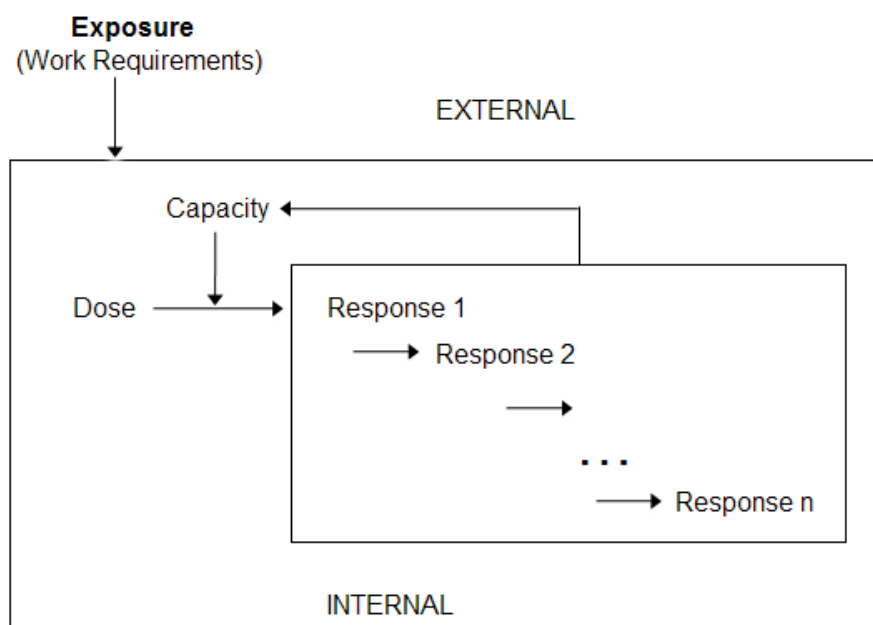 Exposure
(Work Requirements)
EXTERNAL
Capacity
Dose
Response 1
Response 2
...
Response n
INTERNAL